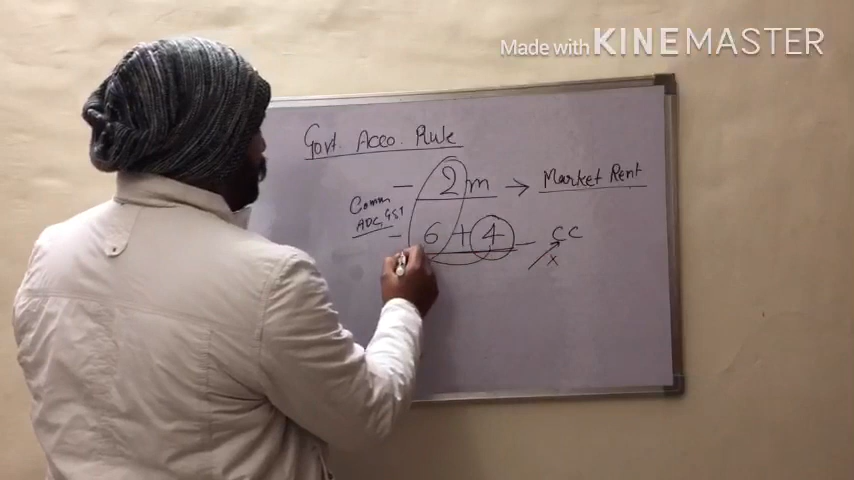 Made with KINEMASTER
Govt. Acco. Rule
2m → Market Rent
Comm
ADC, GST
6 + 4 - CC
x